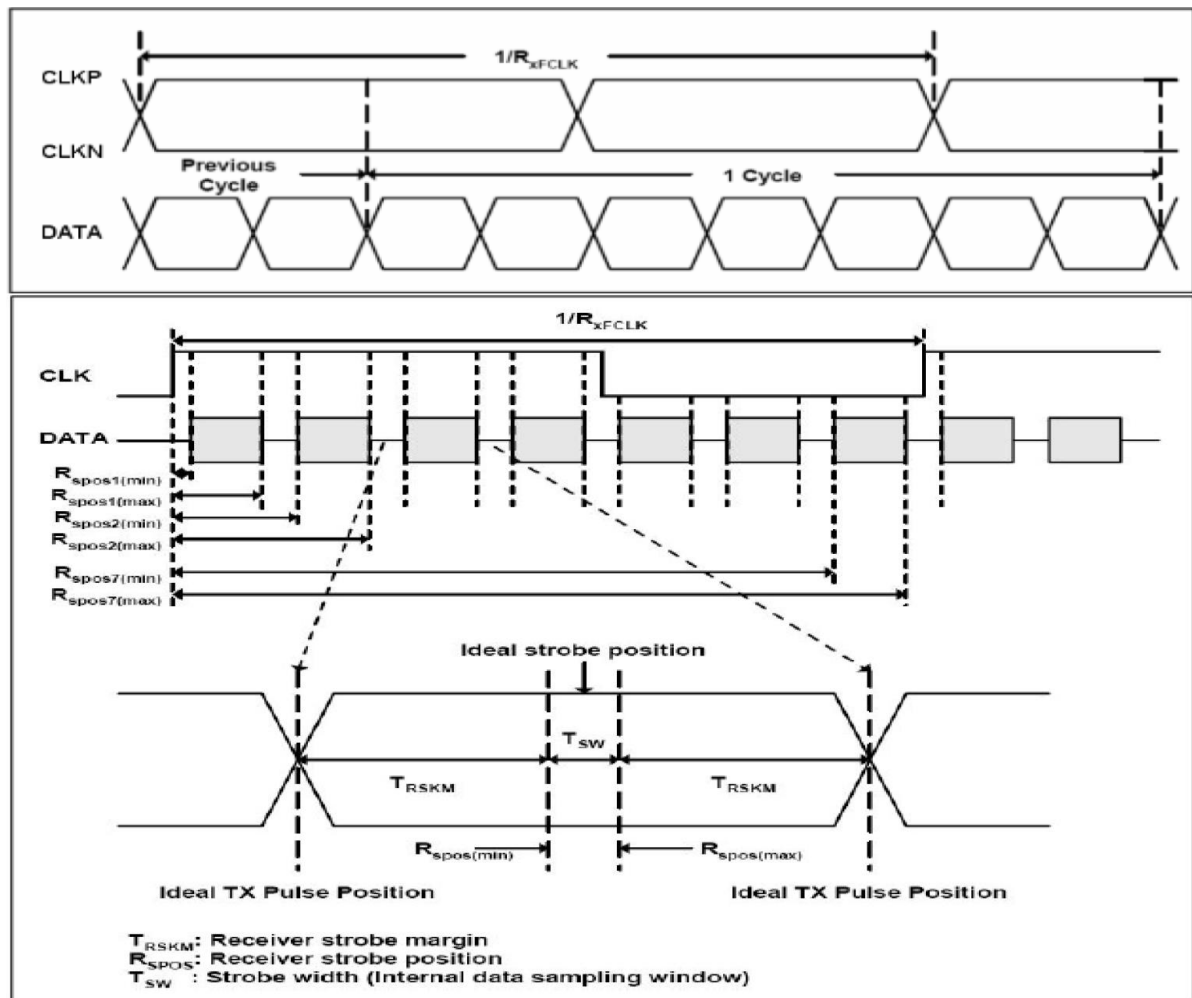 1/RxFCLK
CLKP
CLKN
Previous
Cycle
1 Cycle
DATA
1/RxFCLK
CLK
DATA
Rspos1(min)
Rspos1(max)
Rspos2(min)
Rspos2(max)
Rspos7(min)
Rspos7(max)
Ideal strobe position
TSW
TRSKM
TRSKM
Rspos(min)
Rspos(max)
Ideal TX Pulse Position
Ideal TX Pulse Position
TRSKM: Receiver strobe margin
RSPOS: Receiver strobe position
TSW : Strobe width (Internal data sampling window)